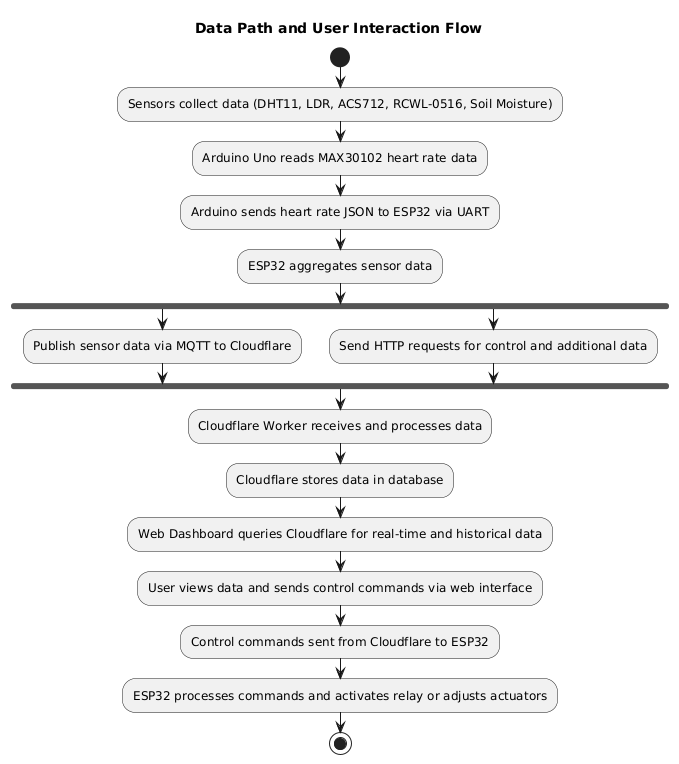 Data Path and User Interaction Flow
Sensors collect data (DHT11, LDR, ACS712, RCWL-0516, Soil Moisture)
Arduino Uno reads MAX30102 heart rate data
Arduino sends heart rate JSON to ESP32 via UART
ESP32 aggregates sensor data
Publish sensor data via MQTT to Cloudflare
Send HTTP requests for control and additional data
Cloudflare Worker receives and processes data
Cloudflare stores data in database
Web Dashboard queries Cloudflare for real-time and historical data
User views data and sends control commands via web interface
Control commands sent from Cloudflare to ESP32
ESP32 processes commands and activates relay or adjusts actuators